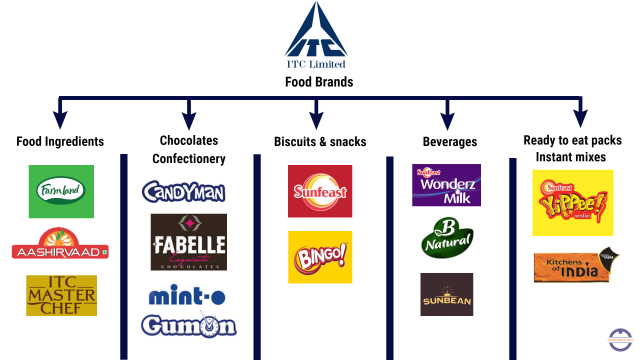 ITC
ITC Limited
Food Brands
Food Ingredients
Farmland
AASHIRVAAD
ITC
MASTER
CHEF
Chocolates
Confectionery
CANDYMAN
FABELLE
Exquisite
CHOCOLATES
mint-o
Gumon
Biscuits & snacks
Sunfeast
BINGO!
Beverages
Sunfeast
Wonderz
Milk
B
Natural
SUNBEAN
Ready to eat packs
Instant mixes
Sunfeast
YiPPee!
noodles
Kitchens
of INDIA